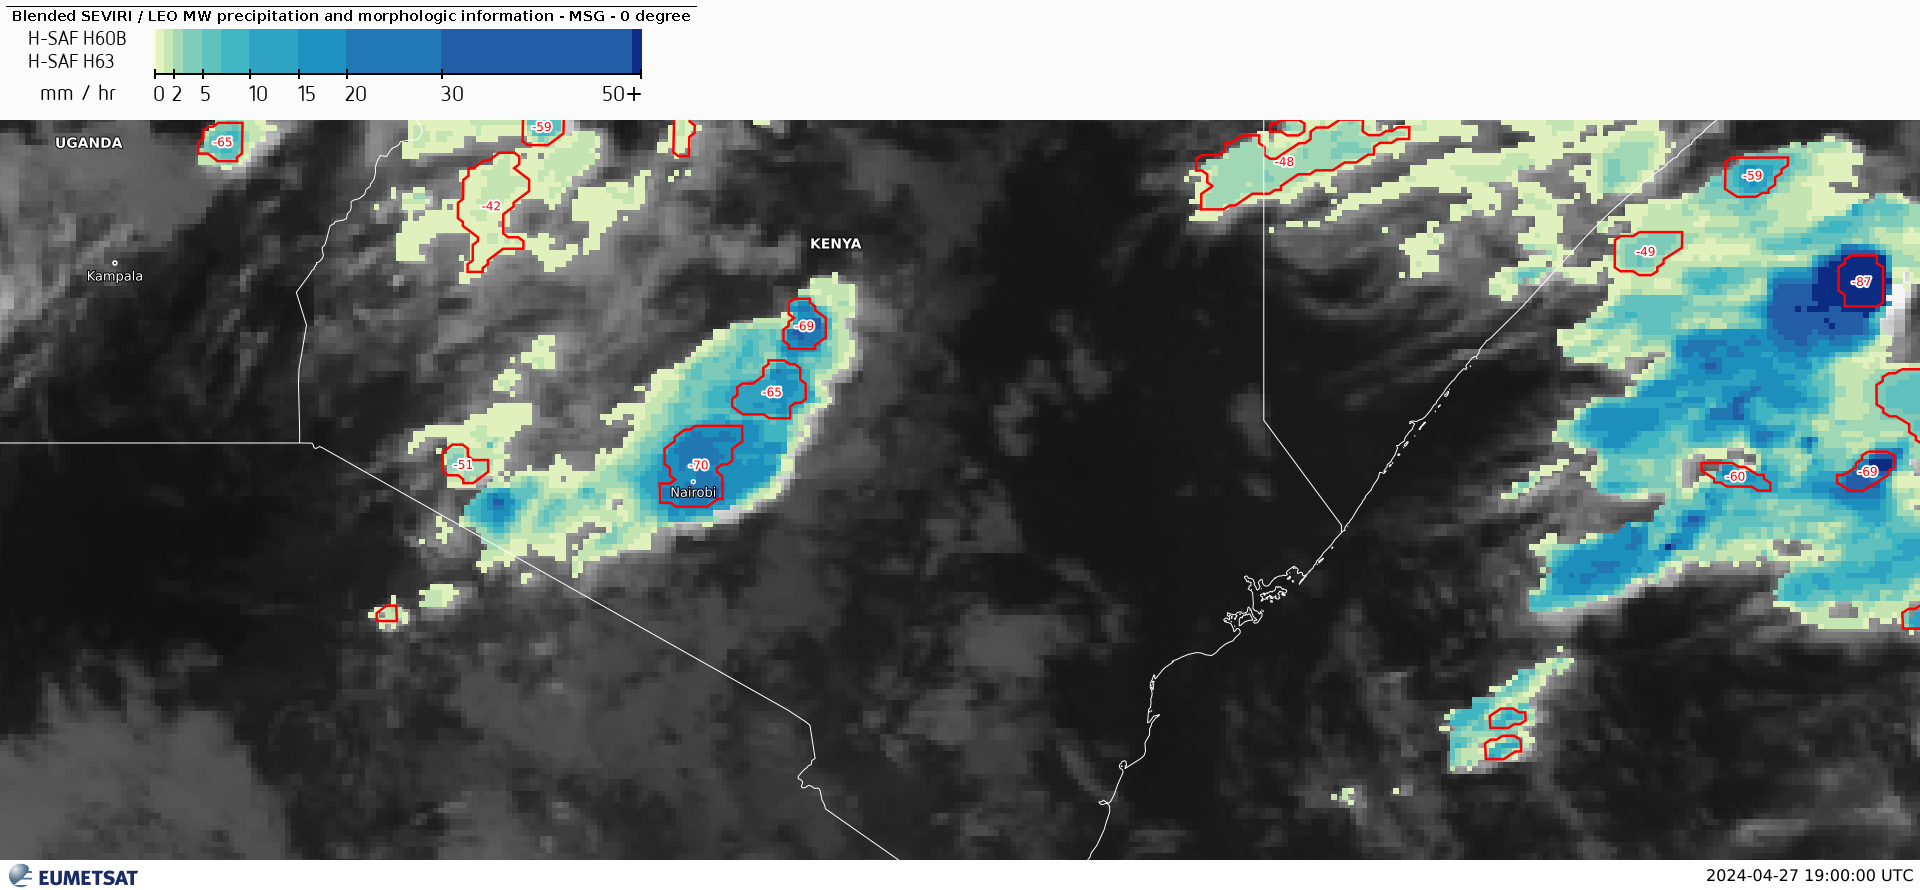 Blended SEVIRI / LEO MW precipitation and morphologic information - MSG - 0 degree
H-SAF H60B
H-SAF H63
mm / hr 0 2 5 10 15 20 30 50+
-65
UGANDA
-59
-48
-59
-42
KENYA
-49
Kampala
-87
-69
-65
-51
-70
-69
-60
Nairobi
EUMETSAT
2024-04-27 19:00:00 UTC